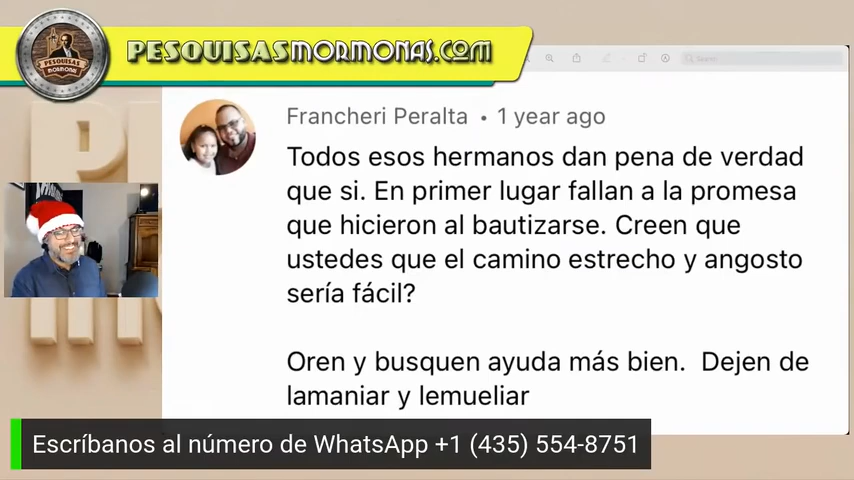 PESQUISASMORMONAS.COM
PESQUISAS
MORMONAS
Search
Francheri Peralta • 1 year ago
Todos esos hermanos dan pena de verdad
que si. En primer lugar fallan a la promesa
que hicieron al bautizarse. Creen que
ustedes que el camino estrecho y angosto
sería fácil?
Oren y busquen ayuda más bien.  Dejen de
lamaniar y lemueliar
Escríbanos al número de WhatsApp +1 (435) 554-8751